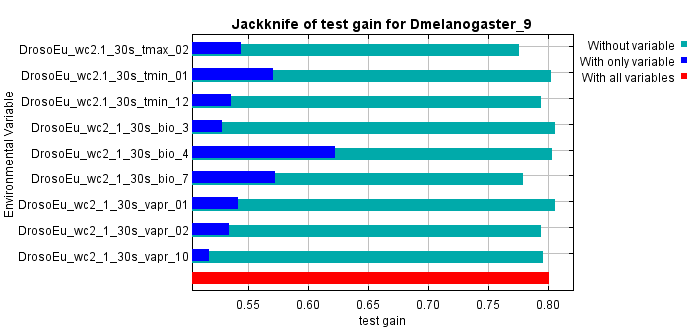 Jackknife of test gain for Dmelanogaster_9
Environmental Variable
DrosoEu_wc2.1_30s_tmax_02
DrosoEu_wc2.1_30s_tmin_01
DrosoEu_wc2.1_30s_tmin_12
DrosoEu_wc2_1_30s_bio_3
DrosoEu_wc2_1_30s_bio_4
DrosoEu_wc2_1_30s_bio_7
DrosoEu_wc2_1_30s_vapr_01
DrosoEu_wc2_1_30s_vapr_02
DrosoEu_wc2_1_30s_vapr_10
0.55 0.60 0.65 0.70 0.75 0.80
test gain
Without variable
With only variable
With all variables